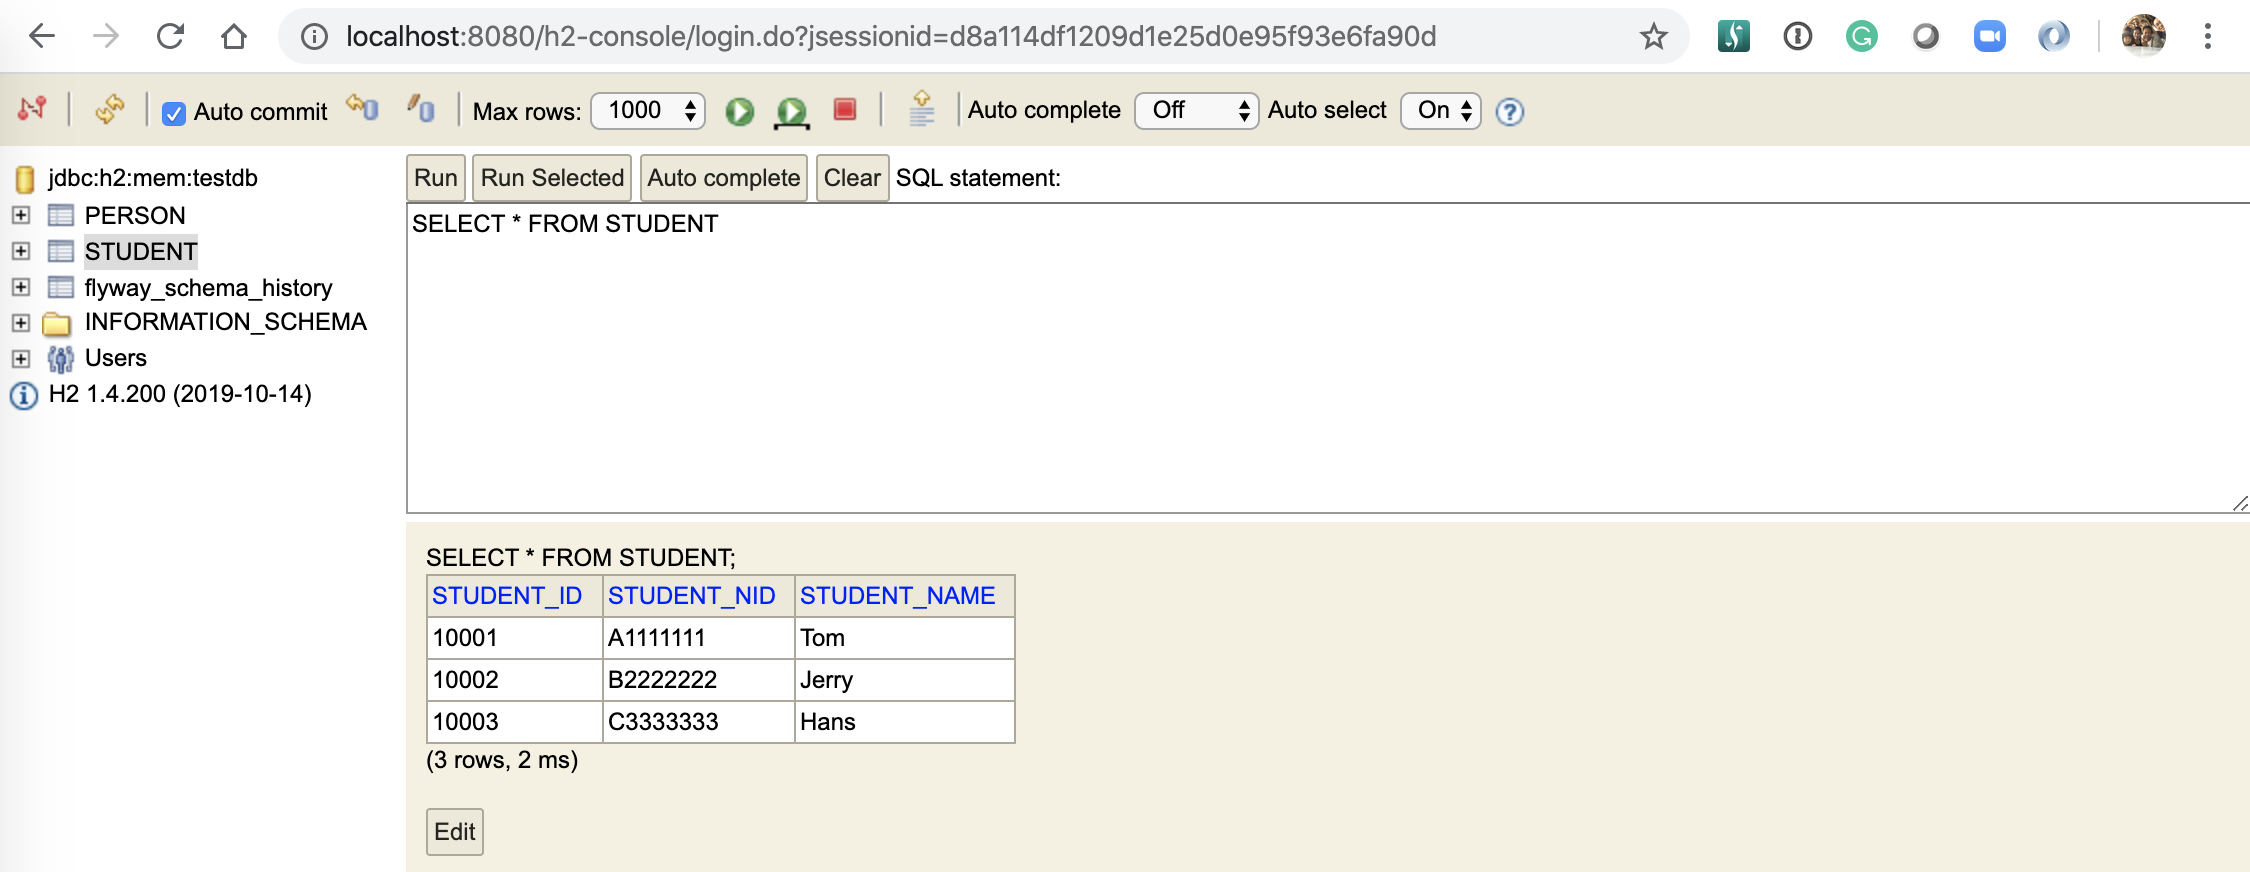 localhost:8080/h2-console/login.do?jsessionid=d8a114df1209d1e25d0e95f93e6fa90d
Auto commit Max rows: 1000 Auto complete Off Auto select On
jdbc:h2:mem:testdb
PERSON
STUDENT
flyway_schema_history
INFORMATION_SCHEMA
Users
H2 1.4.200 (2019-10-14)
Run Run Selected Auto complete Clear SQL statement:
SELECT * FROM STUDENT
SELECT * FROM STUDENT;
STUDENT_ID STUDENT_NID STUDENT_NAME
10001 A1111111 Tom
10002 B2222222 Jerry
10003 C3333333 Hans
(3 rows, 2 ms)
Edit